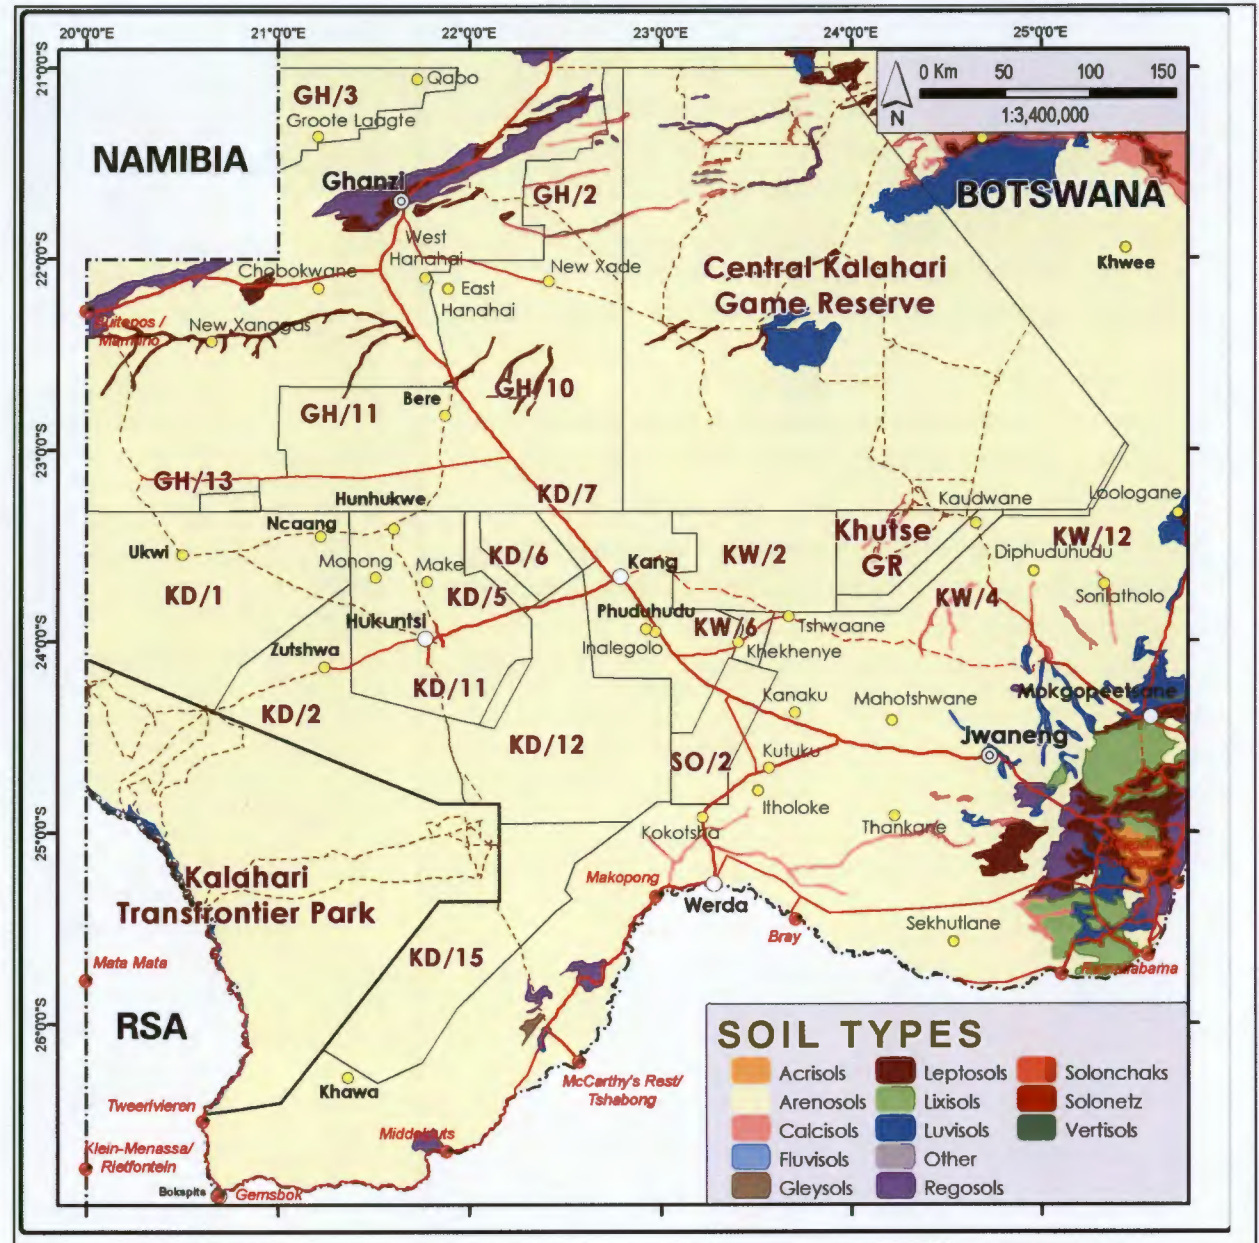 20°0'0"E
21°0'0"E
22°0'0"E
23°0'0"E
24°0'0"E
25°0'0"E
21°0'0"S
22°0'0"S
23°0'0"S
24°0'0"S
25°0'0"S
26°0'0"S
0 Km 50 100 150
N
1:3,400,000
NAMIBIA
BOTSWANA
RSA
GH/3
Qabo
Groote Laagte
Ghanzi
GH/2
West
Hanahai
East
Hanahai
New Xade
Chobokwane
New Xanagas
Mamuno
Central Kalahari
Game Reserve
Khwee
GH/10
GH/11
Bere
GH/13
KD/7
Hunhukwe
Ncaang
Ukwi
Monong
Make
KD/6
KD/5
KD/1
Kang
KW/2
Khutse
GR
Kaudwane
Loologane
KW/12
Diphuduhudu
Sorilatholo
KW/4
Hukuntsi
Phuduhudu
KW/6
Tshwaane
Zutshwa
Inalegolo
Khekhenye
KD/11
Kanaku
Mahotshwane
Mokgopeetsane
KD/2
KD/12
SO/2
Kutuku
Jwaneng
Itholoke
Kokotsha
Thankane
Kalahari
Transfrontier Park
Makopong
Werda
Bray
Sekhutlane
KD/15
Mata Mata
Khawa
McCarthy's Rest/
Tshabong
Tweerivieren
Middelputs
Klein-Menassa/
Rietfontein
Bokspits
Gemsbok
SOIL TYPES
Acrisols
Arenosols
Calcisols
Fluvisols
Gleysols
Leptosols
Lixisols
Luvisols
Other
Regosols
Solonchaks
Solonetz
Vertisols